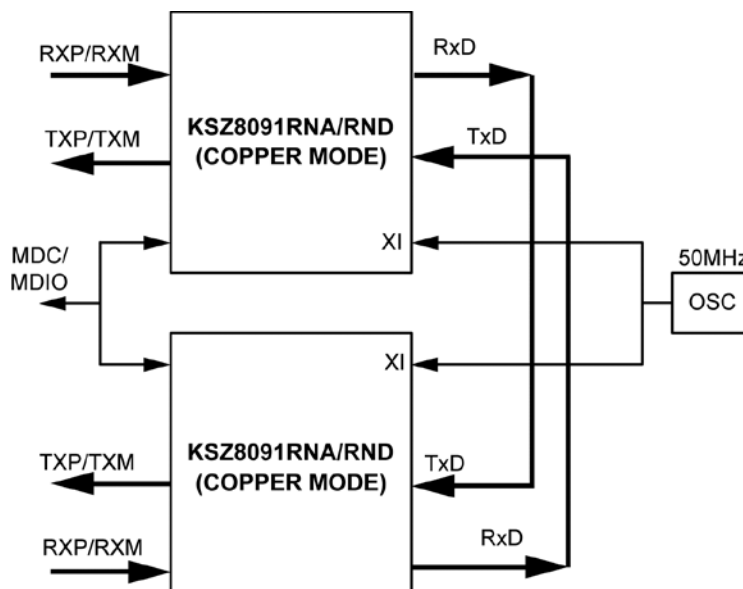 RXP/RXM
RxD
KSZ8091RNA/RND
(COPPER MODE)
TXP/TXM
TxD
XI
MDC/
MDIO
50MHz
OSC
XI
KSZ8091RNA/RND
(COPPER MODE)
TXP/TXM
TxD
RXP/RXM
RxD